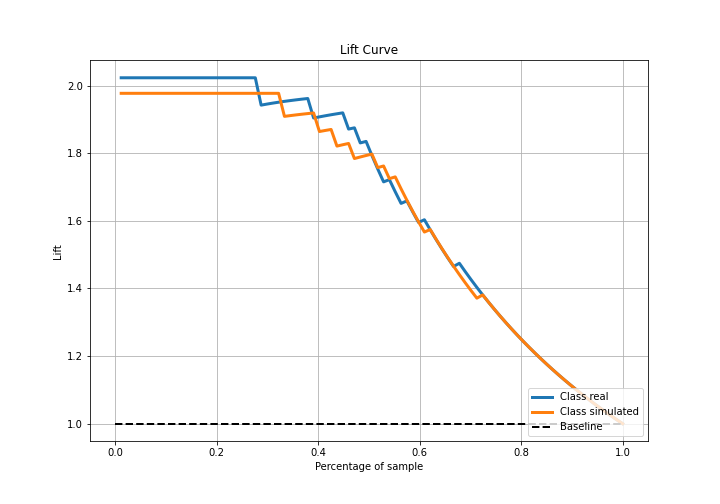 Lift Curve
Lift
2.0
1.8
1.6
1.4
1.2
1.0
0.0
0.2
0.4
0.6
0.8
1.0
Percentage of sample
Class real
Class simulated
Baseline